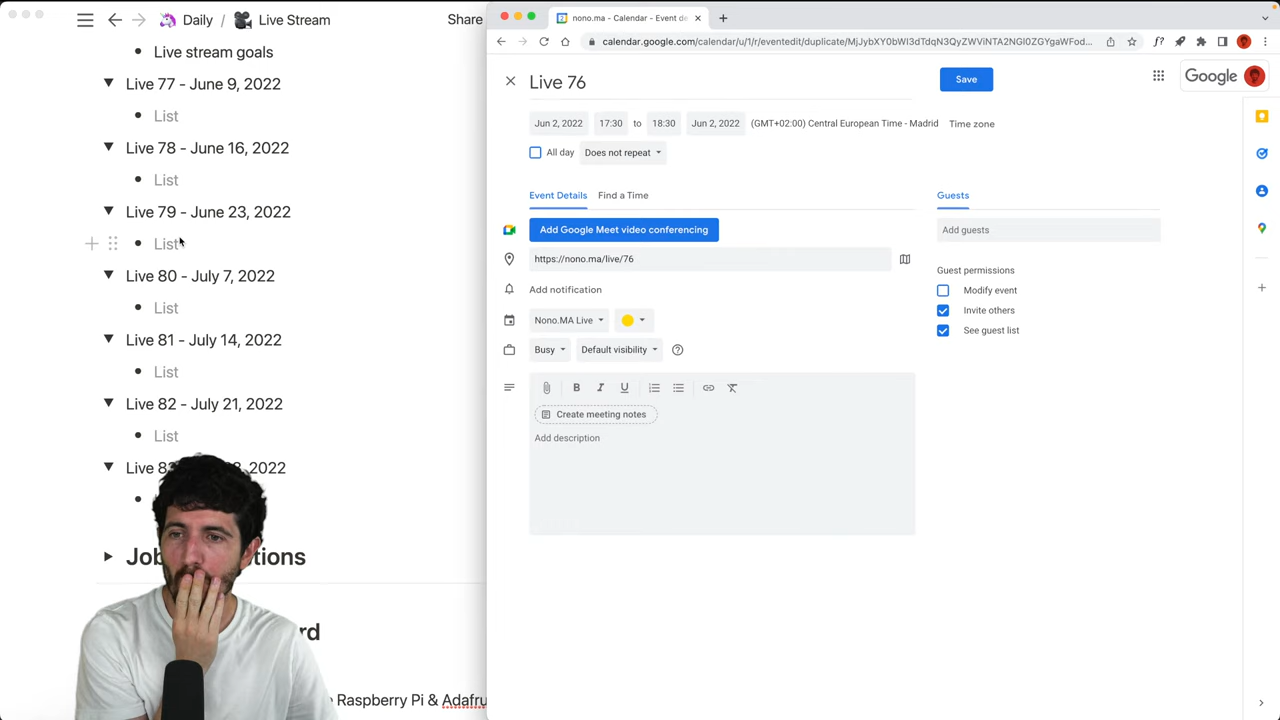 Daily / Live Stream
Share
Live stream goals
Live 77 - June 9, 2022
List
Live 78 - June 16, 2022
List
Live 79 - June 23, 2022
List
Live 80 - July 7, 2022
List
Live 81 - July 14, 2022
List
Live 82 - July 21, 2022
List
Live 2022
Raspberry Pi & Adafru
nono.ma - Calendar - Event de
calendar.google.com/calendar/u/1/r/eventedit/duplicate/MjJybXY0bWI3dTdqN3QyZWViNTA2NGI0ZGYgaWFod...
Live 76
Save
Google
Jun 2, 2022 17:30 to 18:30 Jun 2, 2022 (GMT+02:00) Central European Time - Madrid Time zone
All day Does not repeat
Event Details Find a Time
Guests
Add Google Meet video conferencing
Add guests
https://nono.ma/live/76
Guest permissions
Add notification
Modify event
Invite others
See guest list
Nono.MA Live
Busy Default visibility
B I U
Create meeting notes
Add description